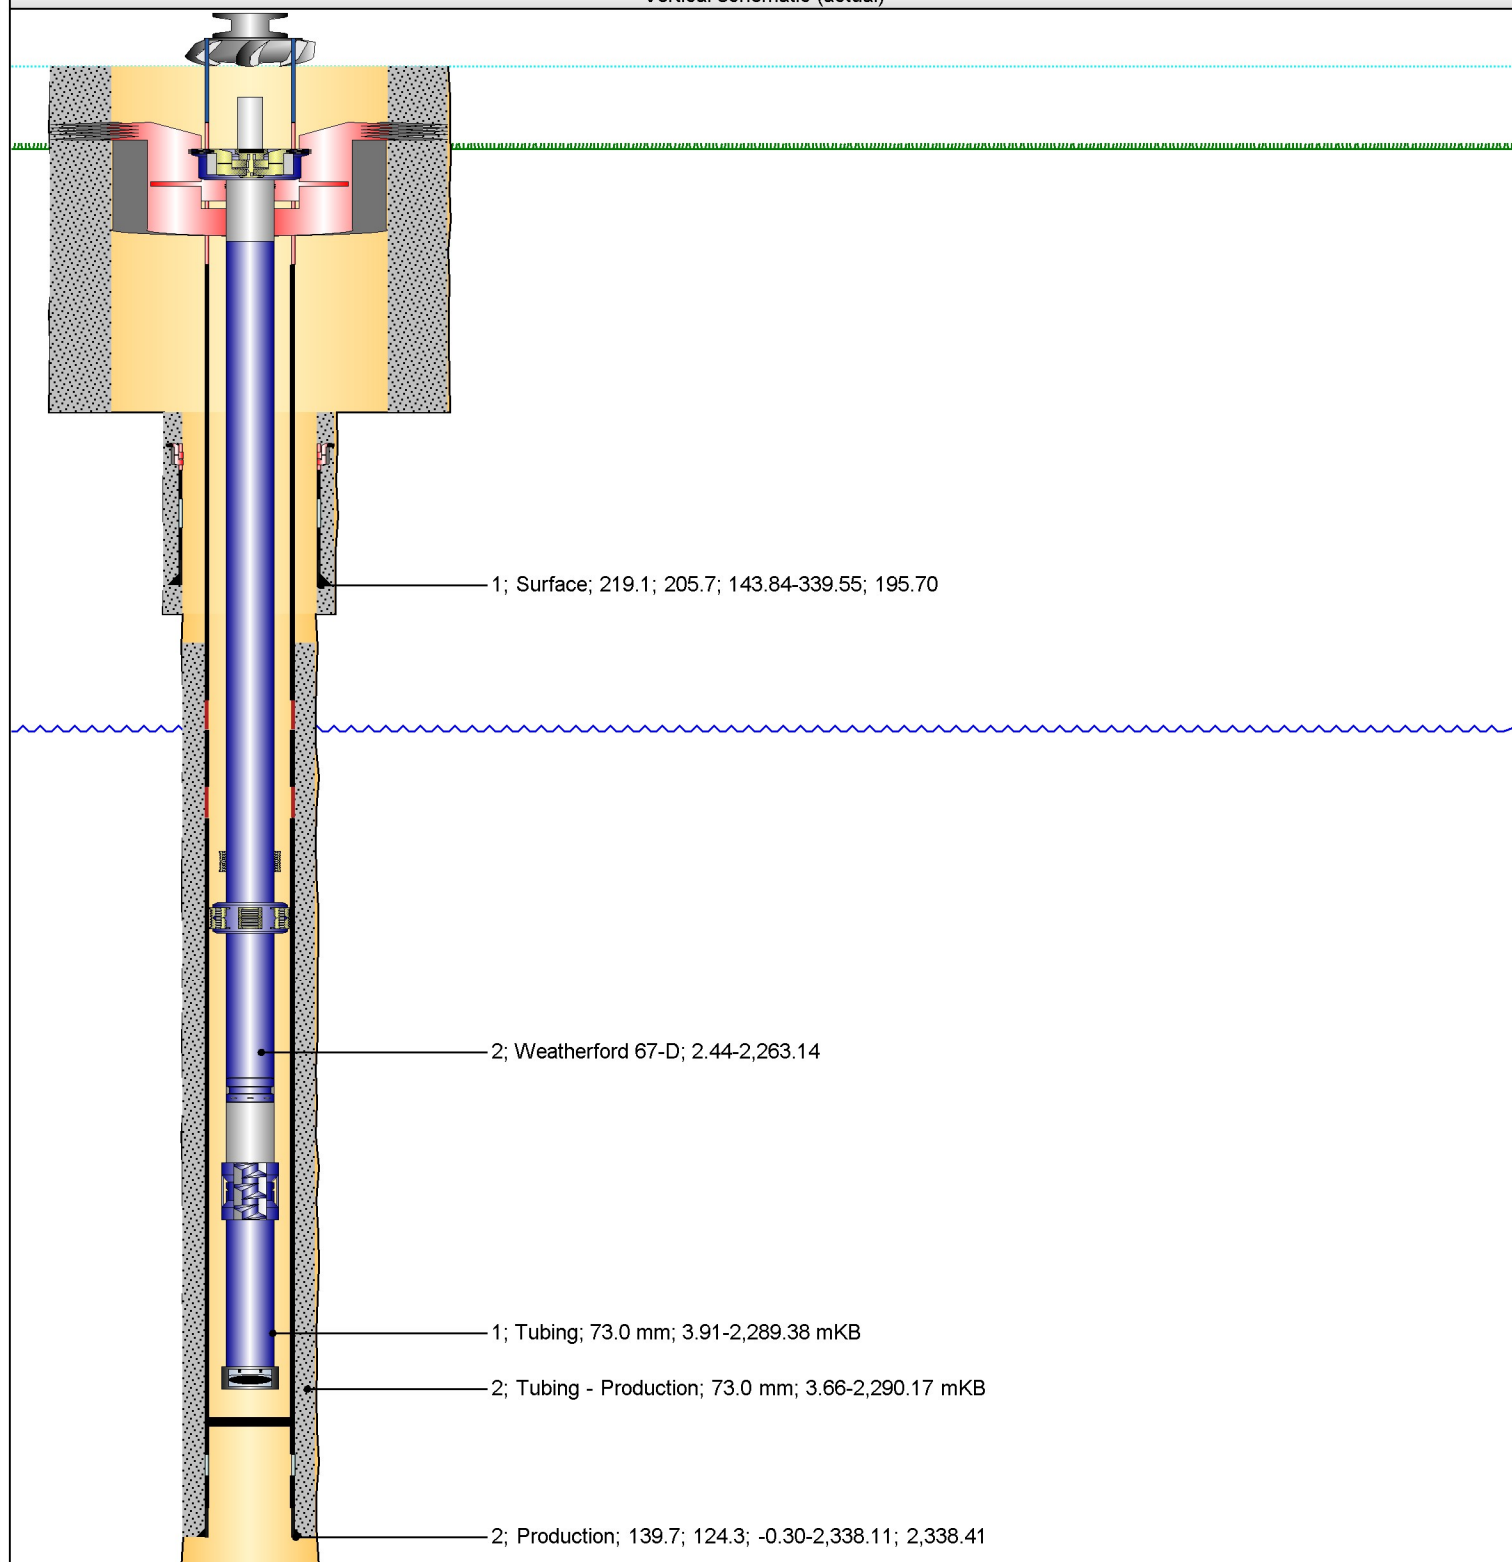 Vertical schematic (actual)
1; Surface; 219.1; 205.7; 143.84-339.55; 195.70
2; Weatherford 67-D; 2.44-2,263.14
1; Tubing; 73.0 mm; 3.91-2,289.38 mKB
2; Tubing - Production; 73.0 mm; 3.66-2,290.17 mKB
2; Production; 139.7; 124.3; -0.30-2,338.11; 2,338.41